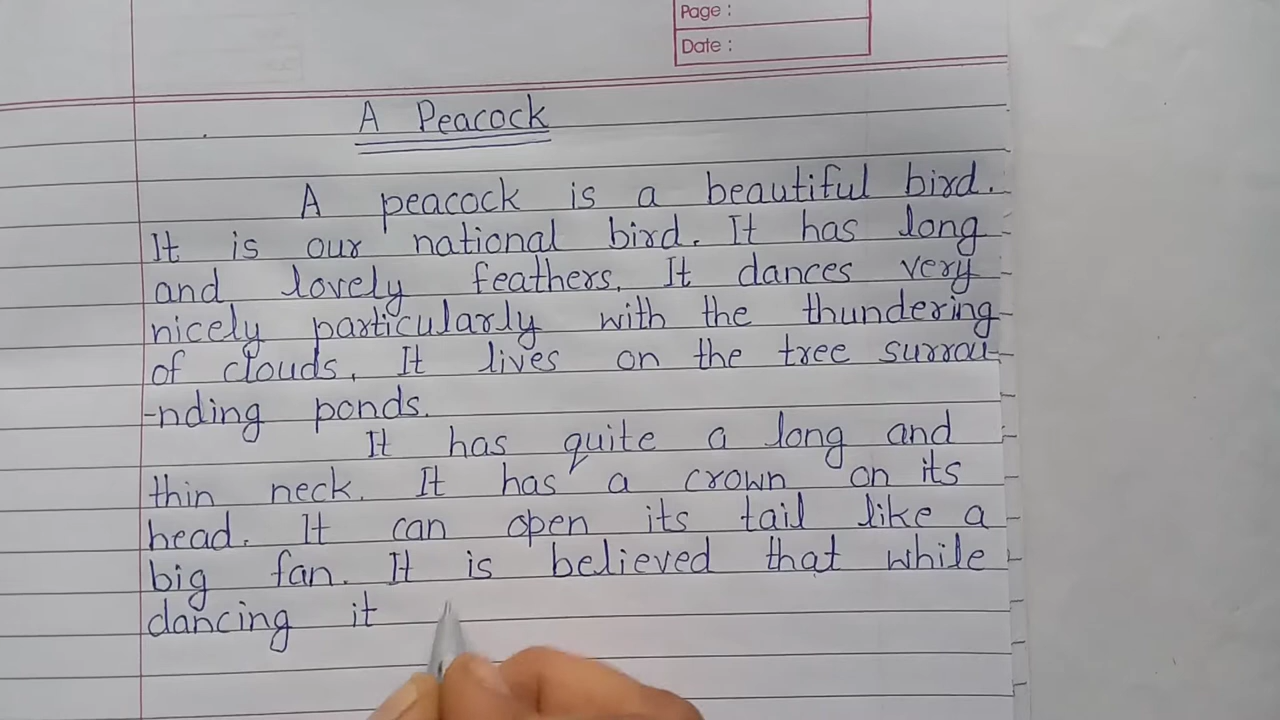 Page :
Date :
A Peacock
A peacock is a beautiful bird.
It is our national bird. It has long
and lovely feathers. It dances very
nicely particularly with the thundering
of clouds. It lives on the tree surrou
-nding ponds.
It has quite a long and
thin neck. It has a crown on its
head. It can open its tail like a
big fan. It is believed that while
dancing it